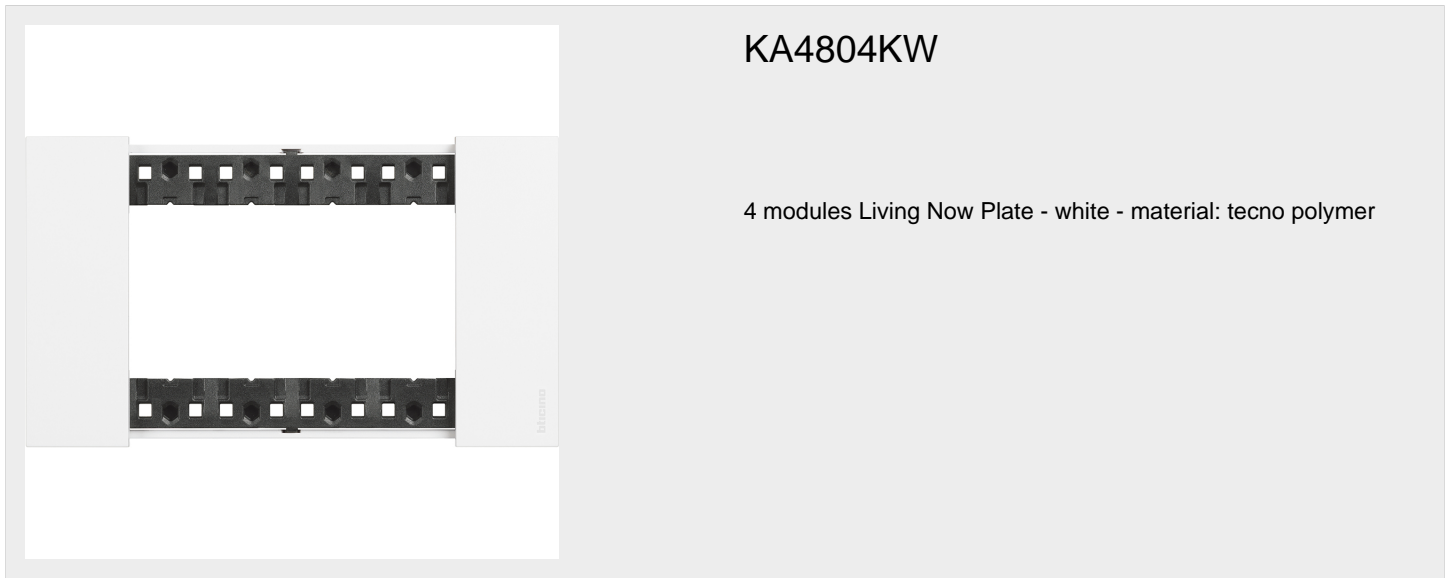 KA4804KW
4 modules Living Now Plate - white - material: tecno polymer
bticino